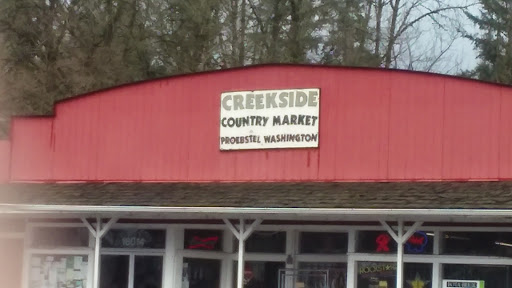 CREEKSIDE
COUNTRY MARKET
PROEBSTEL WASHINGTON